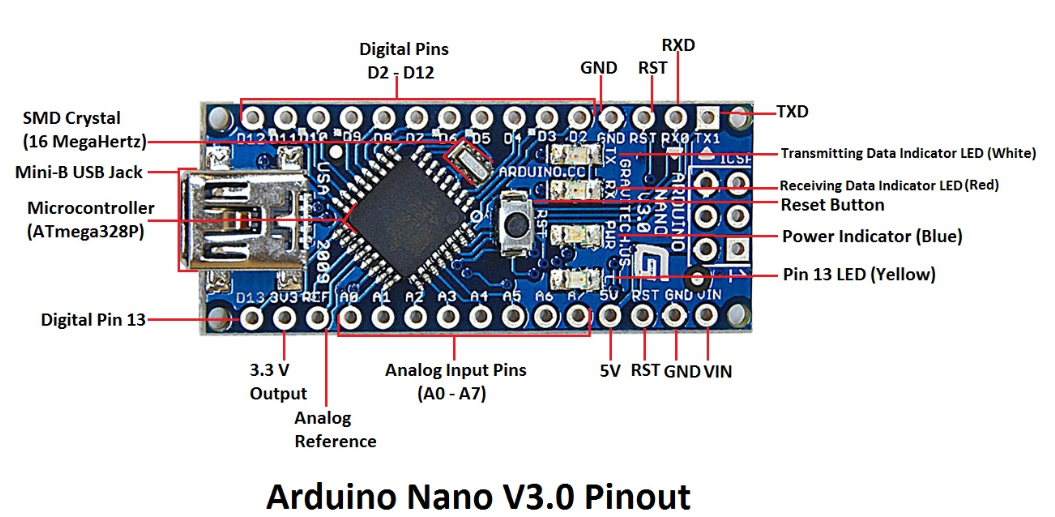 Digital Pins
D2 - D12
GND
RST
RXD
TXD
SMD Crystal
(16 MegaHertz)
Mini-B USB Jack
Microcontroller
(ATmega328P)
Digital Pin 13
D12 D11 D10 D9 D8 D7 D6 D5 D4 D3 D2 GND RST RX0 TX1
TX
RX
PWR
L
ICSP
ARDUINO.CC
GRAVITECH.US
ARDUINO
NANO
V3.0
RST
USA
2009
G
1
D13 3V3 REF A0 A1 A2 A3 A4 A5 A6 A7 5V RST GND VIN
Transmitting Data Indicator LED (White)
Receiving Data Indicator LED (Red)
Reset Button
Power Indicator (Blue)
Pin 13 LED (Yellow)
3.3 V
Output
Analog
Reference
Analog Input Pins
(A0 - A7)
5V
RST
GND
VIN
Arduino Nano V3.0 Pinout